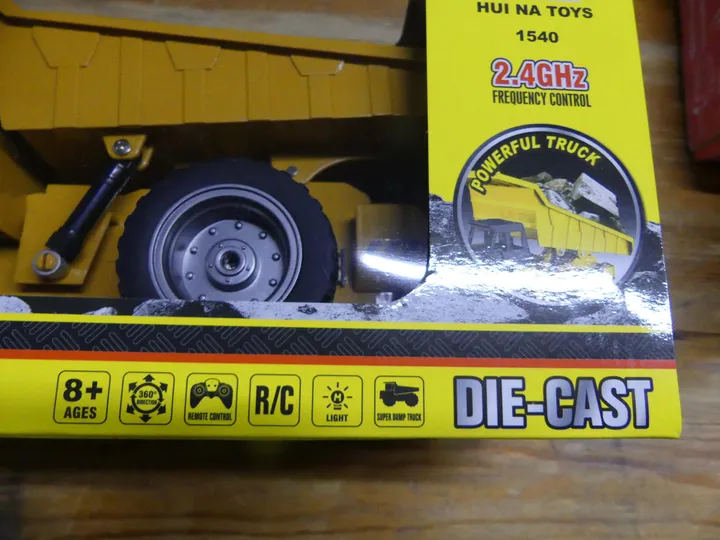 HUI NA TOYS
1540
2.4GHz
FREQUENCY CONTROL
POWERFUL TRUCK
8+
AGES
360°
DIRECTION
REMOTE CONTROL
R/C
LIGHT
SUPER DUMP TRUCK
DIE-CAST